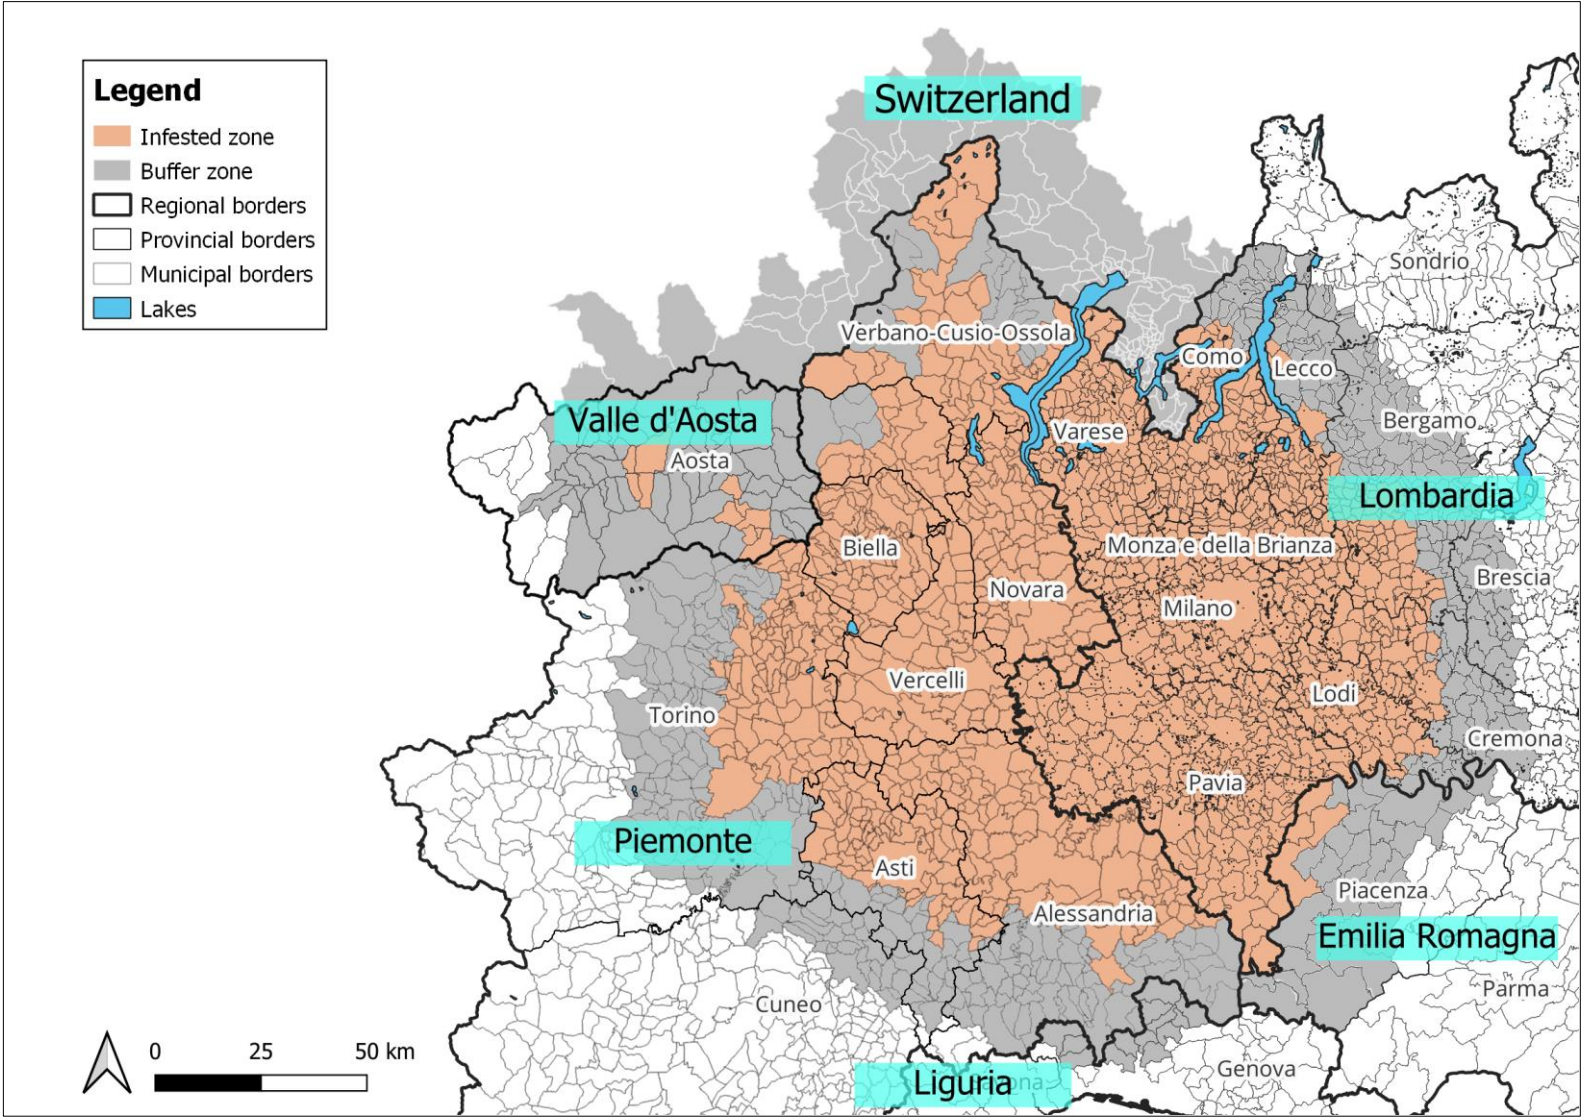 Legend
Infested zone
Buffer zone
Regional borders
Provincial borders
Municipal borders
Lakes
Switzerland
Sondrio
Verbano-Cusio-Ossola
Como
Lecco
Valle d'Aosta
Varese
Bergamo
Aosta
Lombardia
Biella
Monza e della Brianza
Novara
Brescia
Milano
Vercelli
Lodi
Torino
Cremona
Pavia
Piemonte
Asti
Piacenza
Alessandria
Emilia Romagna
Cuneo
Parma
0 25 50 km
Genova
Liguria